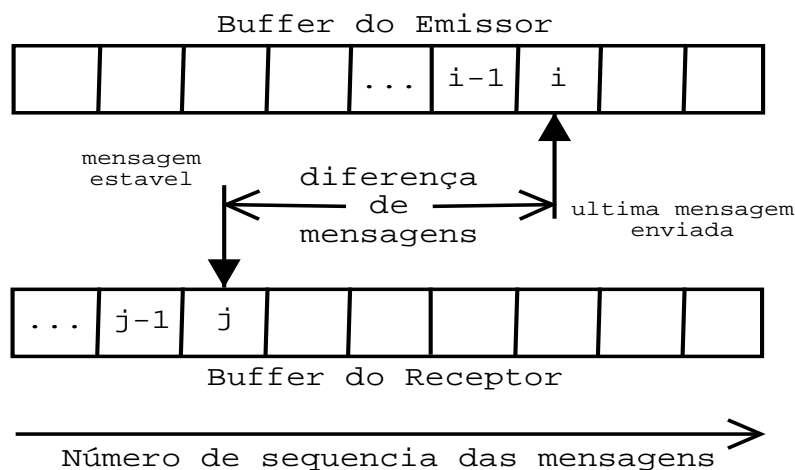 Buffer do Emissor
... i-1 i
mensagem
estavel
diferença
de
mensagens
ultima mensagem
enviada
... j-1 j
Buffer do Receptor
Número de sequencia das mensagens